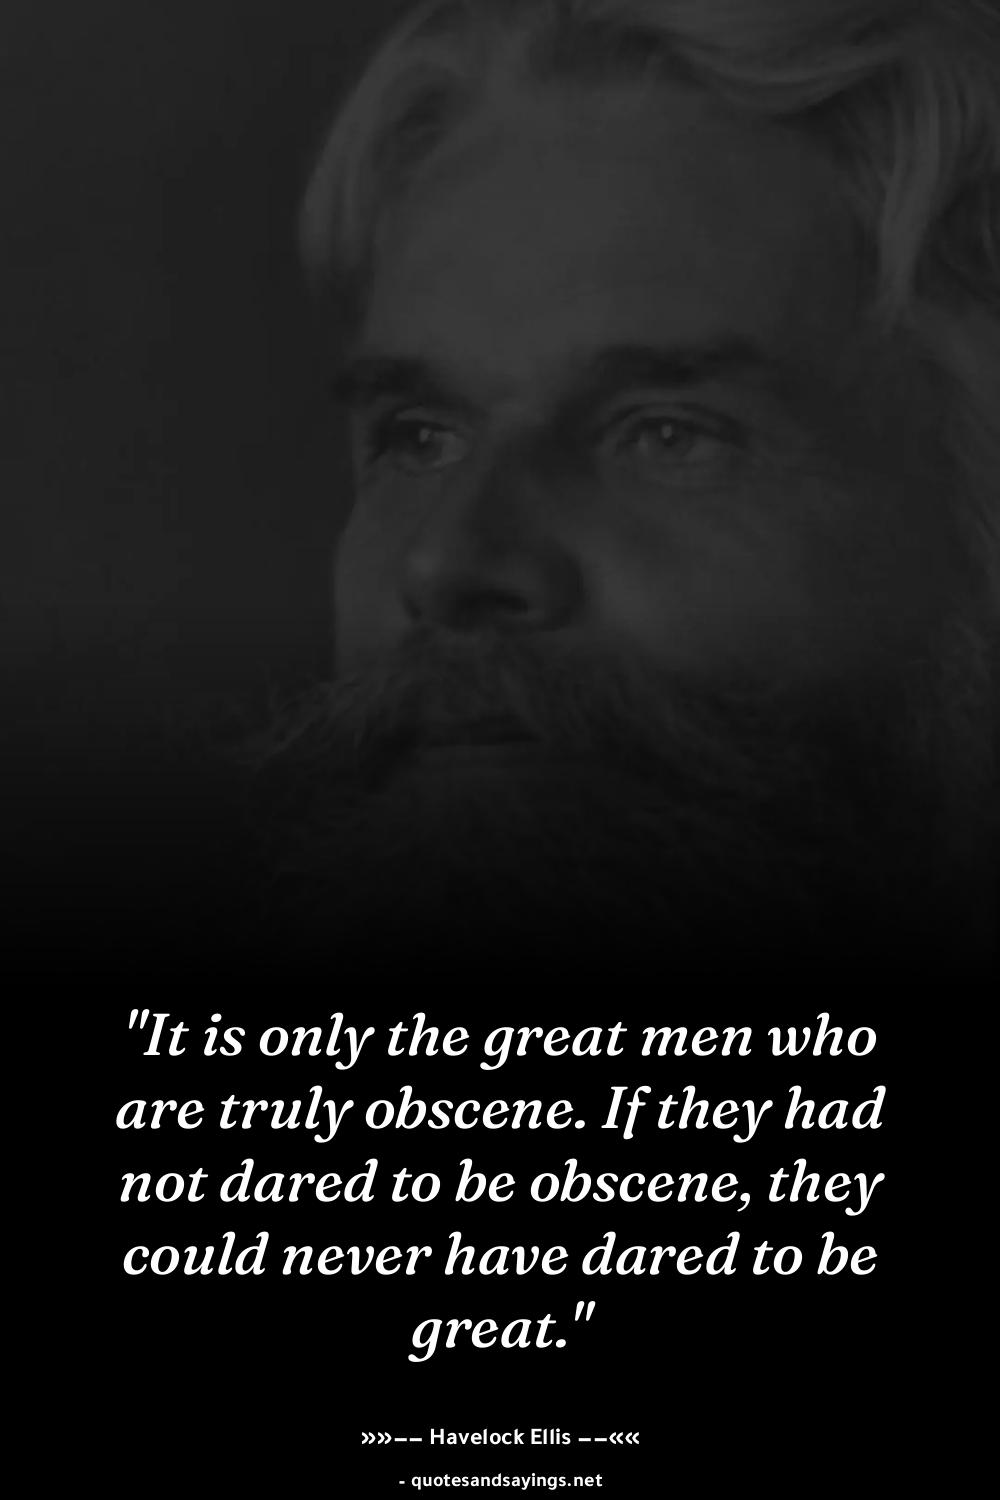 "It is only the great men who
are truly obscene. If they had
not dared to be obscene, they
could never have dared to be
great."
»»–– Havelock Ellis ––««
- quotesandsayings.net